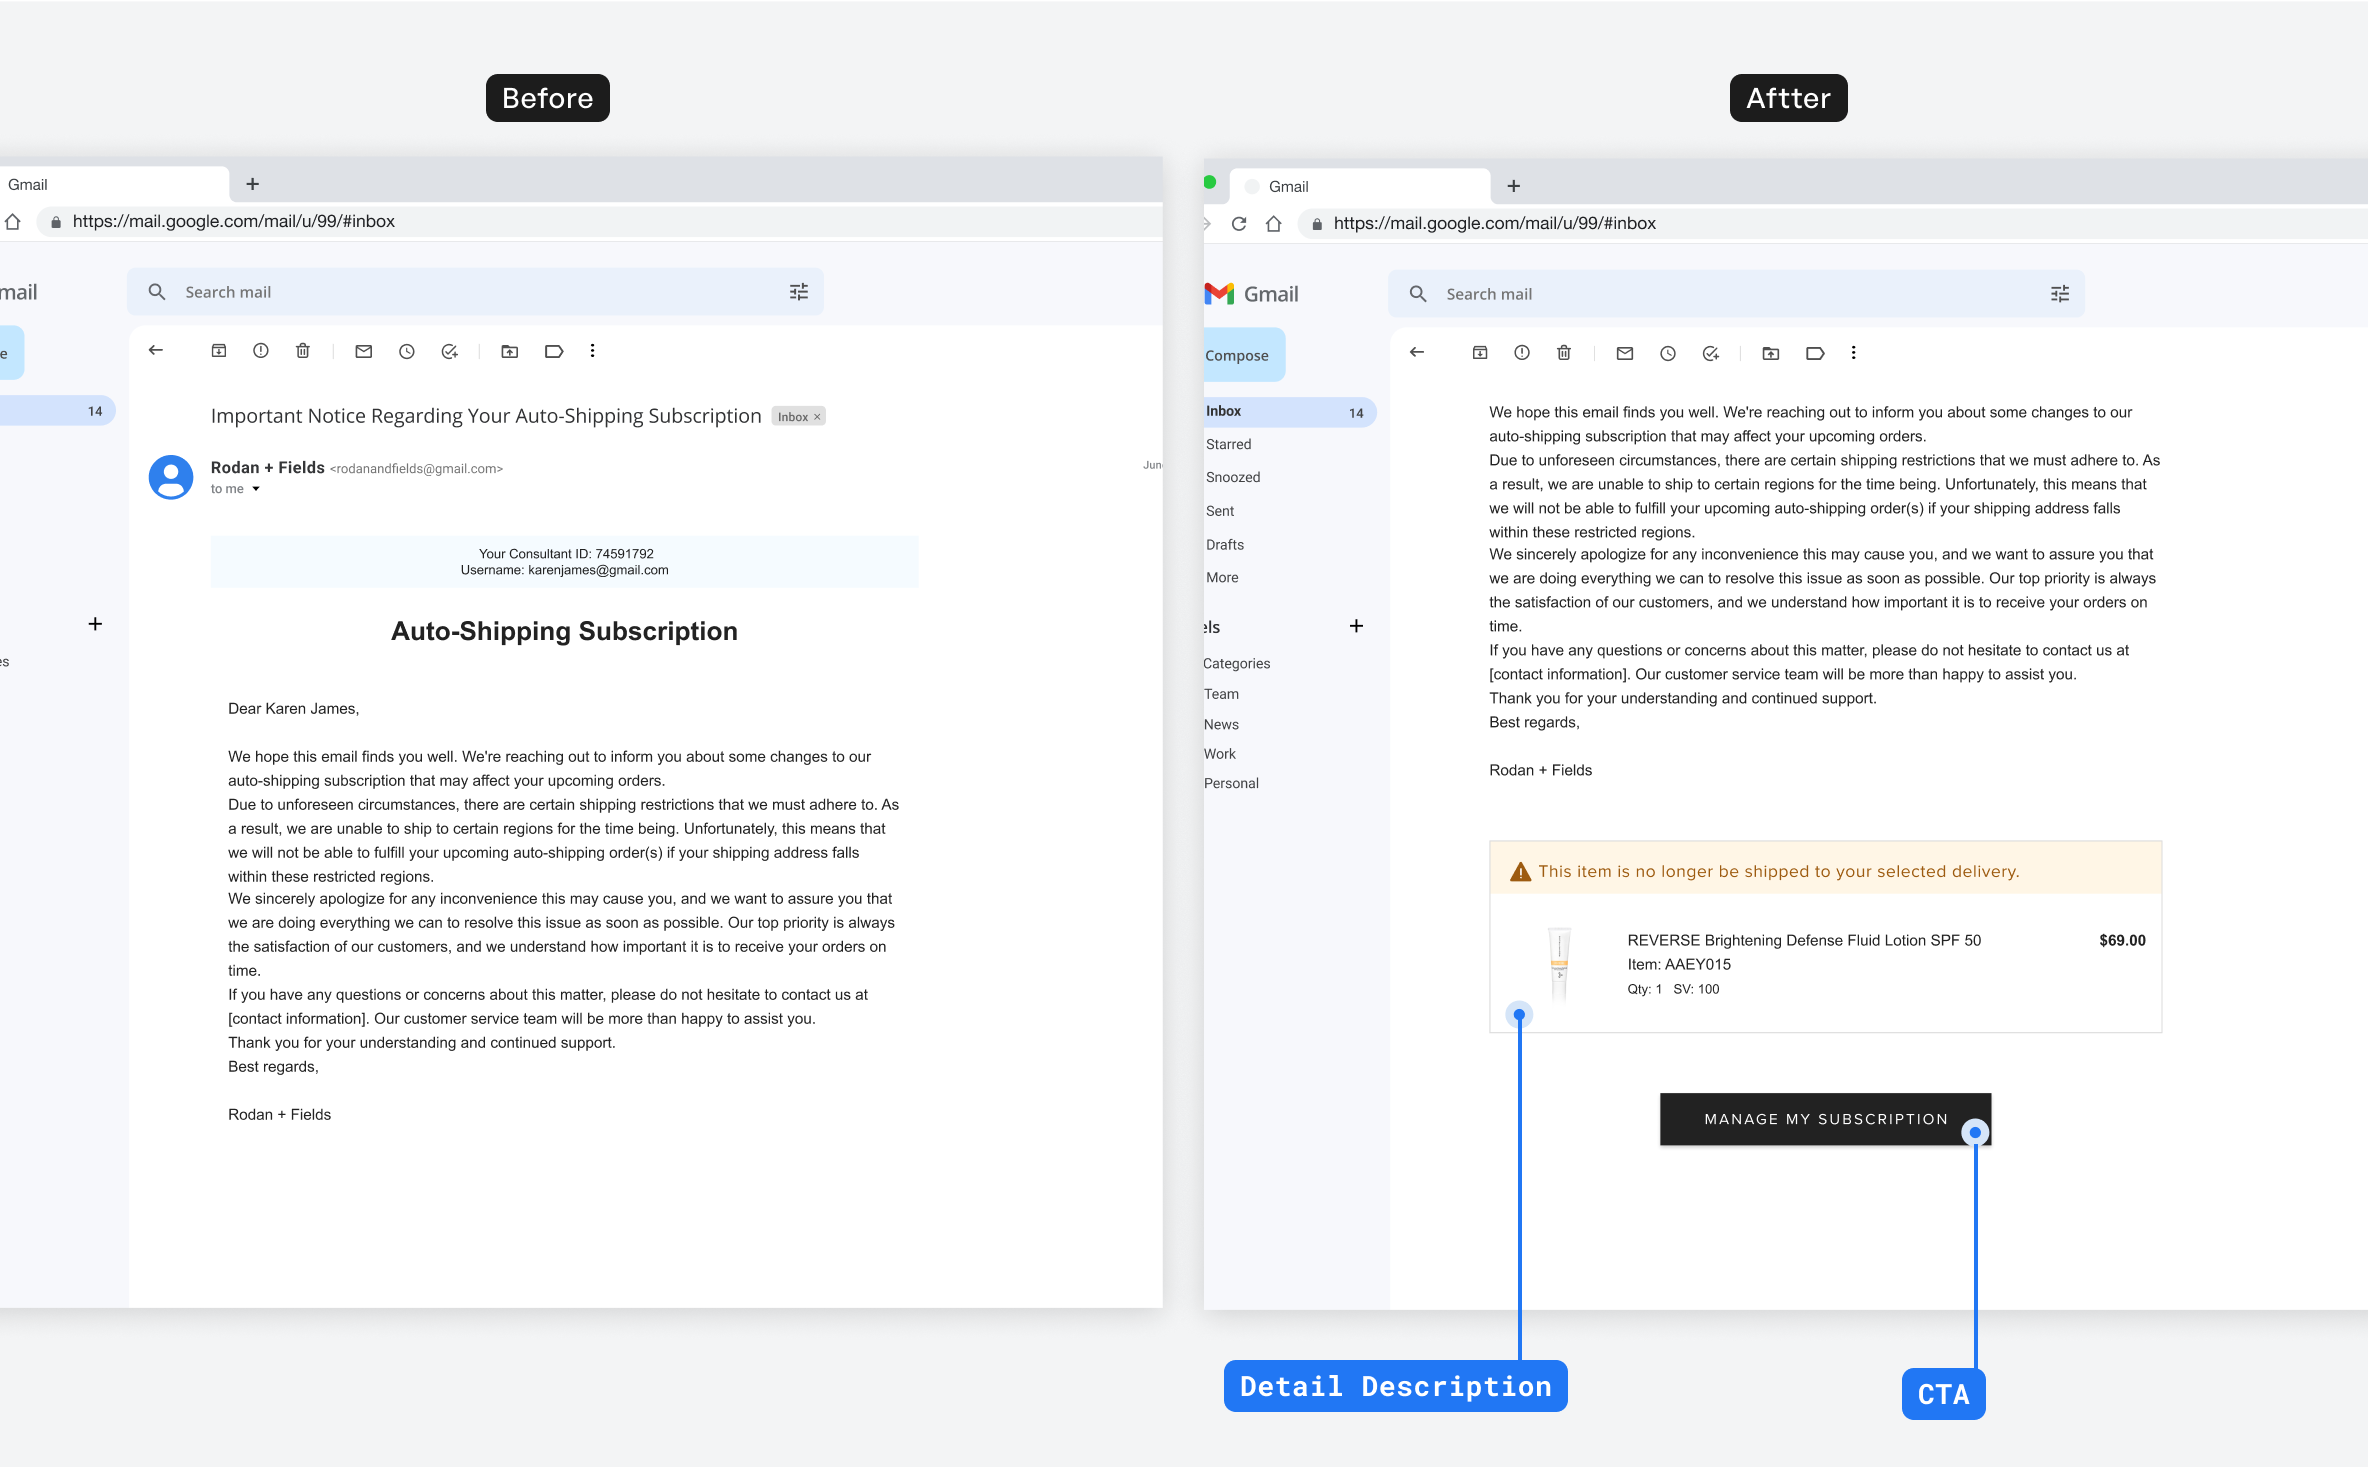 Before
Gmail
https://mail.google.com/mail/u/99/#inbox
mail
Search mail
e
14
Important Notice Regarding Your Auto-Shipping Subscription
Inbox ×
Rodan + Fields <rodanandfields@gmail.com>
Jun
to me
Your Consultant ID: 74591792
Username: karenjames@gmail.com
Auto-Shipping Subscription
es
Dear Karen James,
We hope this email finds you well. We're reaching out to inform you about some changes to our
auto-shipping subscription that may affect your upcoming orders.
Due to unforeseen circumstances, there are certain shipping restrictions that we must adhere to. As
a result, we are unable to ship to certain regions for the time being. Unfortunately, this means that
we will not be able to fulfill your upcoming auto-shipping order(s) if your shipping address falls
within these restricted regions.
We sincerely apologize for any inconvenience this may cause you, and we want to assure you that
we are doing everything we can to resolve this issue as soon as possible. Our top priority is always
the satisfaction of our customers, and we understand how important it is to receive your orders on
time.
If you have any questions or concerns about this matter, please do not hesitate to contact us at
[contact information]. Our customer service team will be more than happy to assist you.
Thank you for your understanding and continued support.
Best regards,
Rodan + Fields
Aftter
Gmail
https://mail.google.com/mail/u/99/#inbox
Gmail
Search mail
Compose
Inbox 14
Starred
Snoozed
Sent
Drafts
More
els
Categories
Team
News
Work
Personal
We hope this email finds you well. We're reaching out to inform you about some changes to our
auto-shipping subscription that may affect your upcoming orders.
Due to unforeseen circumstances, there are certain shipping restrictions that we must adhere to. As
a result, we are unable to ship to certain regions for the time being. Unfortunately, this means that
we will not be able to fulfill your upcoming auto-shipping order(s) if your shipping address falls
within these restricted regions.
We sincerely apologize for any inconvenience this may cause you, and we want to assure you that
we are doing everything we can to resolve this issue as soon as possible. Our top priority is always
the satisfaction of our customers, and we understand how important it is to receive your orders on
time.
If you have any questions or concerns about this matter, please do not hesitate to contact us at
[contact information]. Our customer service team will be more than happy to assist you.
Thank you for your understanding and continued support.
Best regards,
Rodan + Fields
This item is no longer be shipped to your selected delivery.
REVERSE Brightening Defense Fluid Lotion SPF 50 $69.00
Item: AAEY015
Qty: 1 SV: 100
MANAGE MY SUBSCRIPTION
Detail Description
CTA